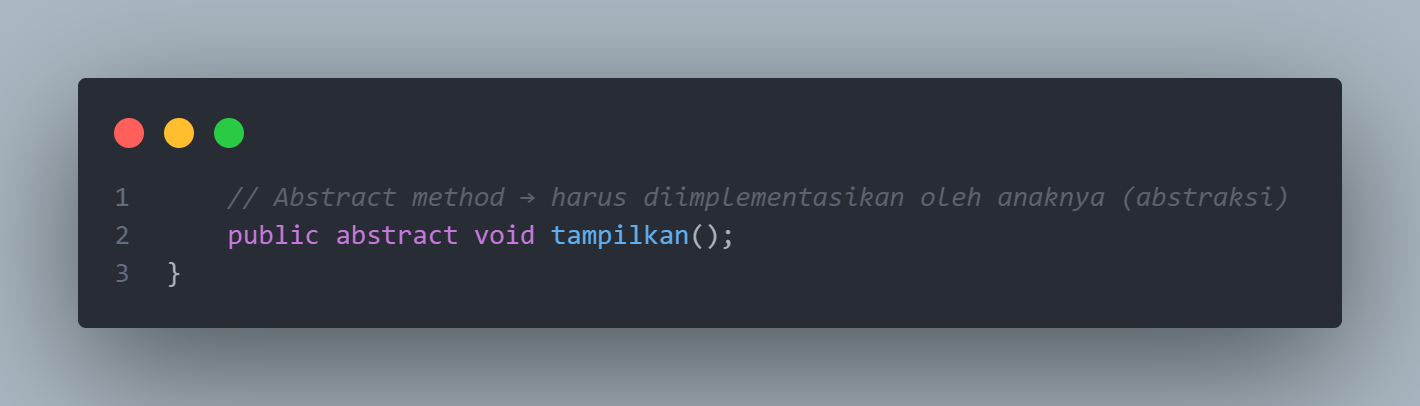 1 // Abstract method → harus diimplementasikan oleh anaknya (abstraksi)
2 public abstract void tampilkan();
3 }